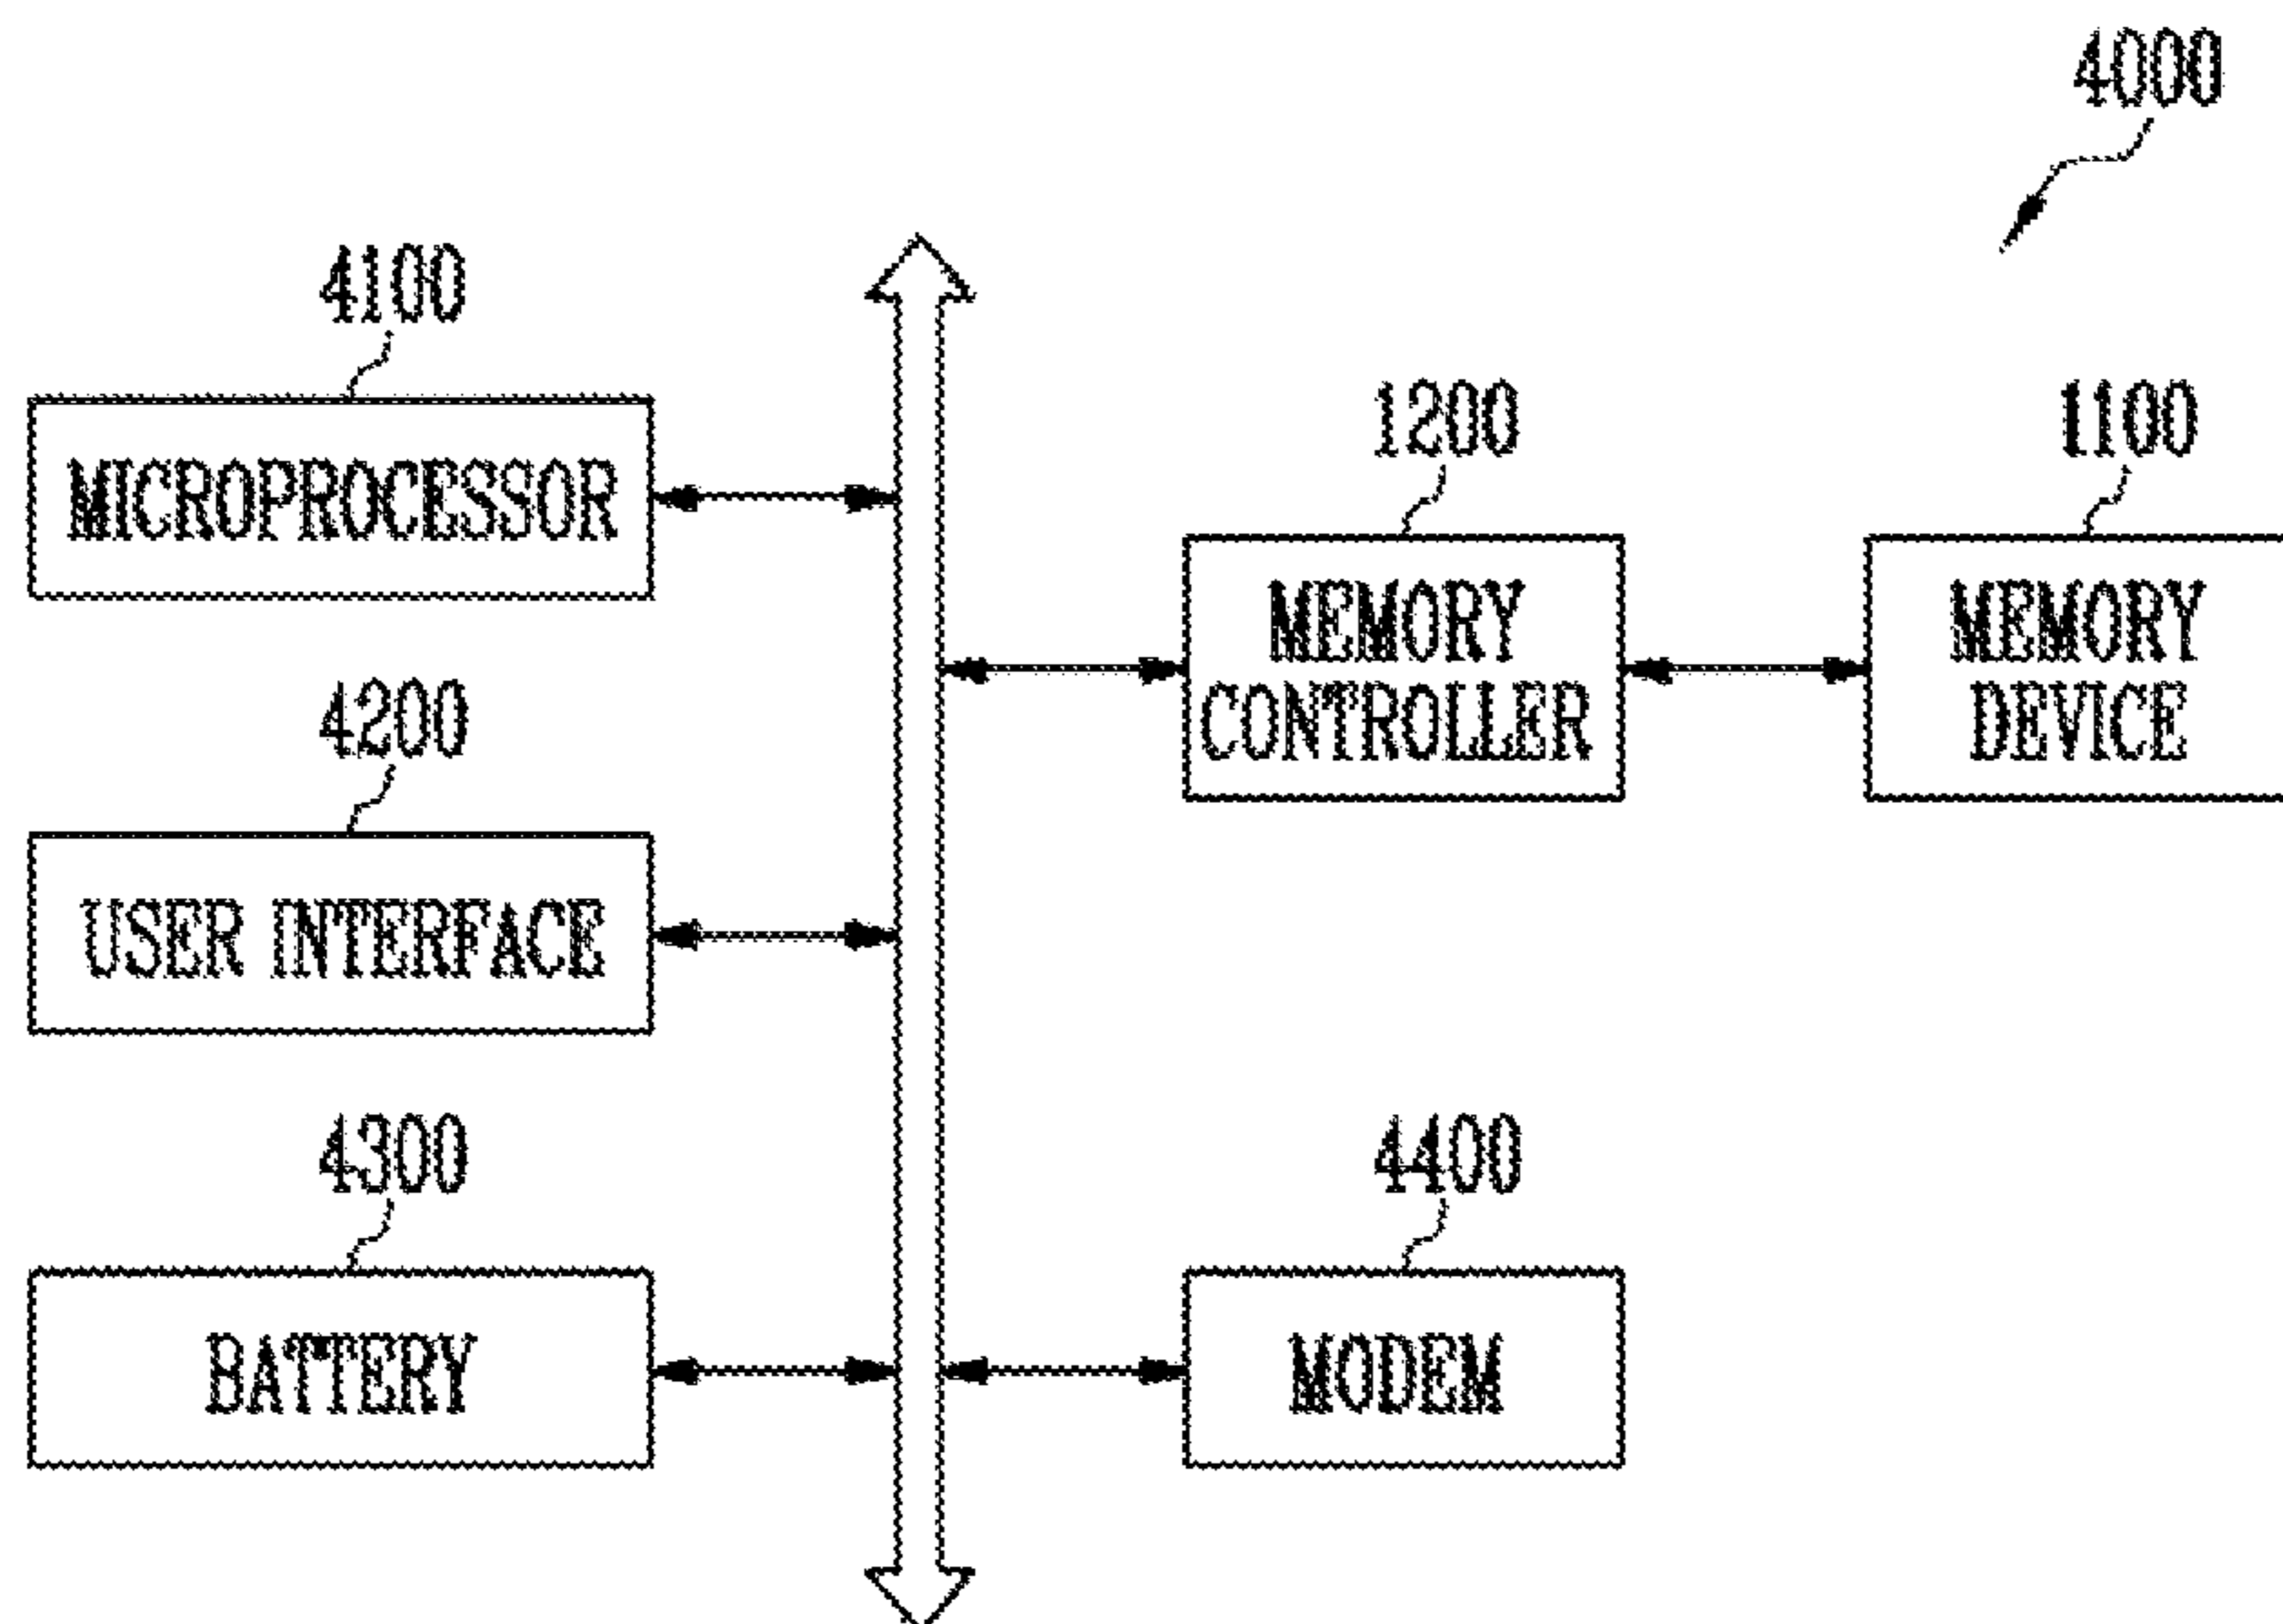 4000
4100
MICROPROCESSOR
1200
MEMORY
CONTROLLER
1100
MEMORY
DEVICE
4200
USER INTERFACE
4300
BATTERY
4400
MODEM